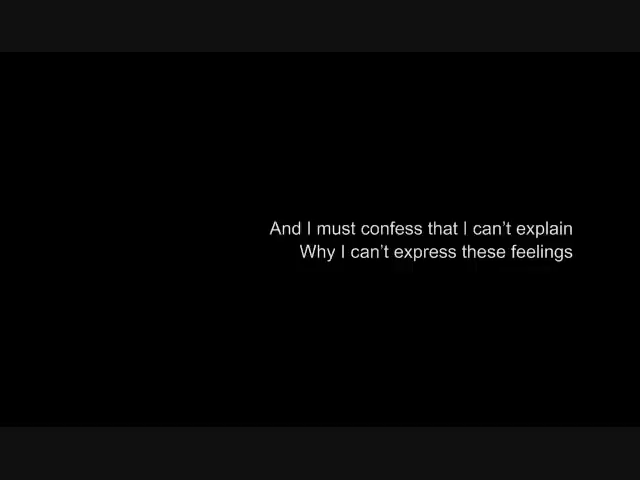 And I must confess that I can’t explain
Why I can’t express these feelings